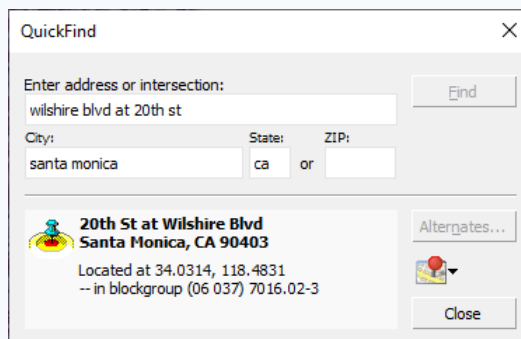 QuickFind
Enter address or intersection:
Find
wilshire blvd at 20th st
City: State: ZIP:
santa monica ca or
20th St at Wilshire Blvd
Alternates...
Santa Monica, CA 90403
Located at 34.0314, 118.4831
-- in blockgroup (06 037) 7016.02-3
Close